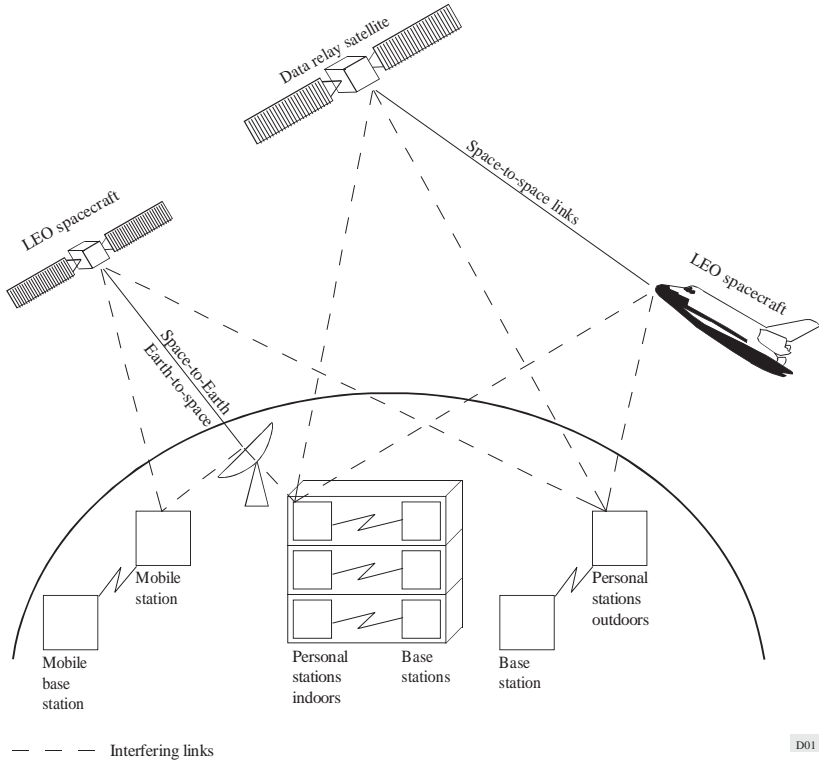 Data relay satellite
Space-to-space links
LEO spacecraft
LEO spacecraft
Space-to-Earth
Earth-to-space
Mobile
station
Personal
stations
outdoors
Mobile
base
station
Personal
stations
indoors
Base
stations
Base
station
Interfering links
D01